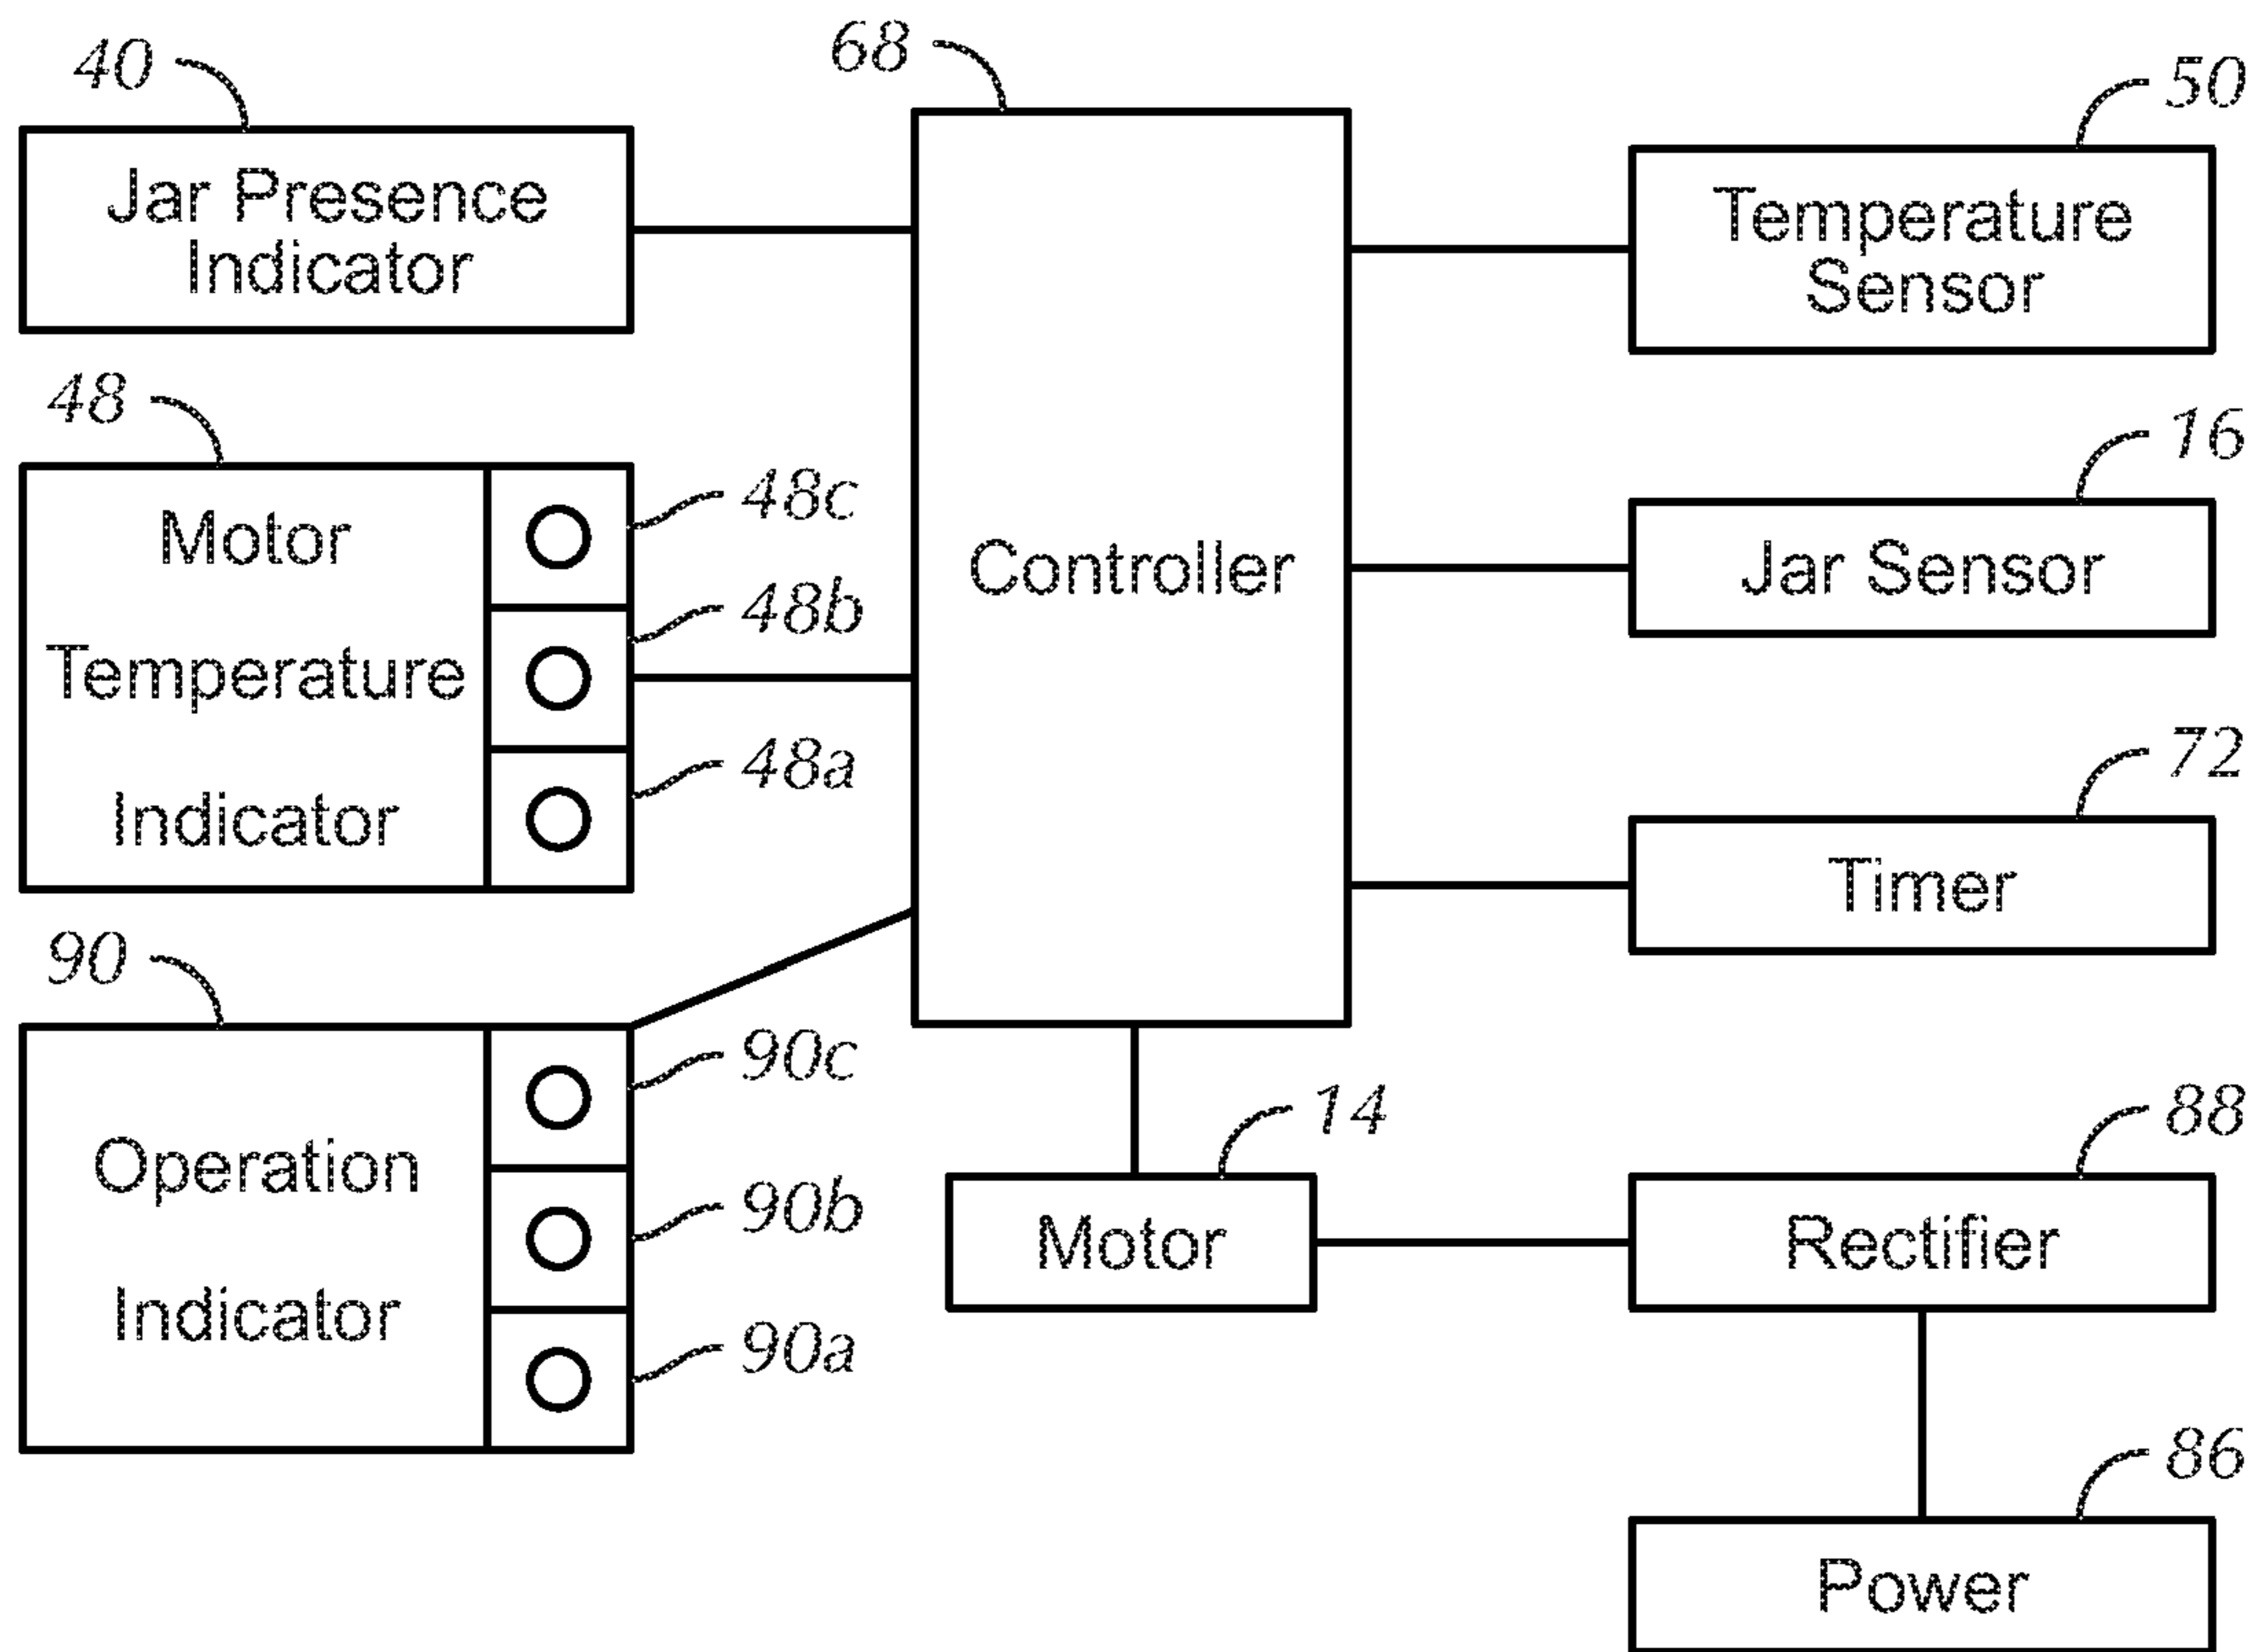 40
Jar Presence
Indicator
68
Controller
50
Temperature
Sensor
48
Motor
Temperature
Indicator
48c
48b
48a
16
Jar Sensor
72
Timer
90
Operation
Indicator
90c
90b
90a
14
Motor
88
Rectifier
86
Power